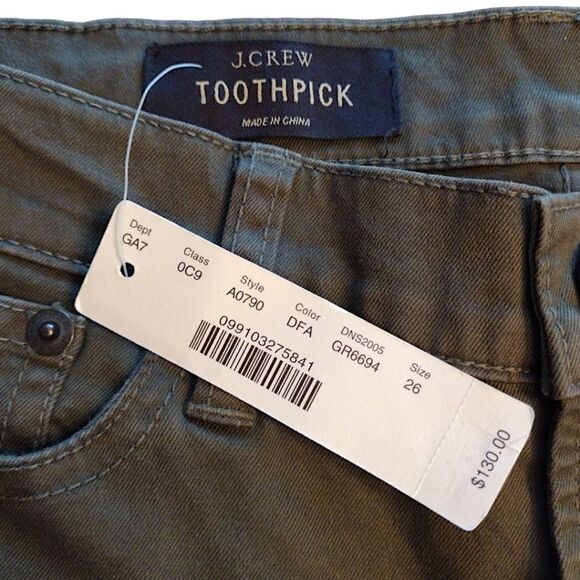 J.CREW
TOOTHPICK
MADE IN CHINA
Dept Class Style Color DNS2005 Size
GA7 0C9 A0790 DFA GR6694 26
099103275841
$130.00